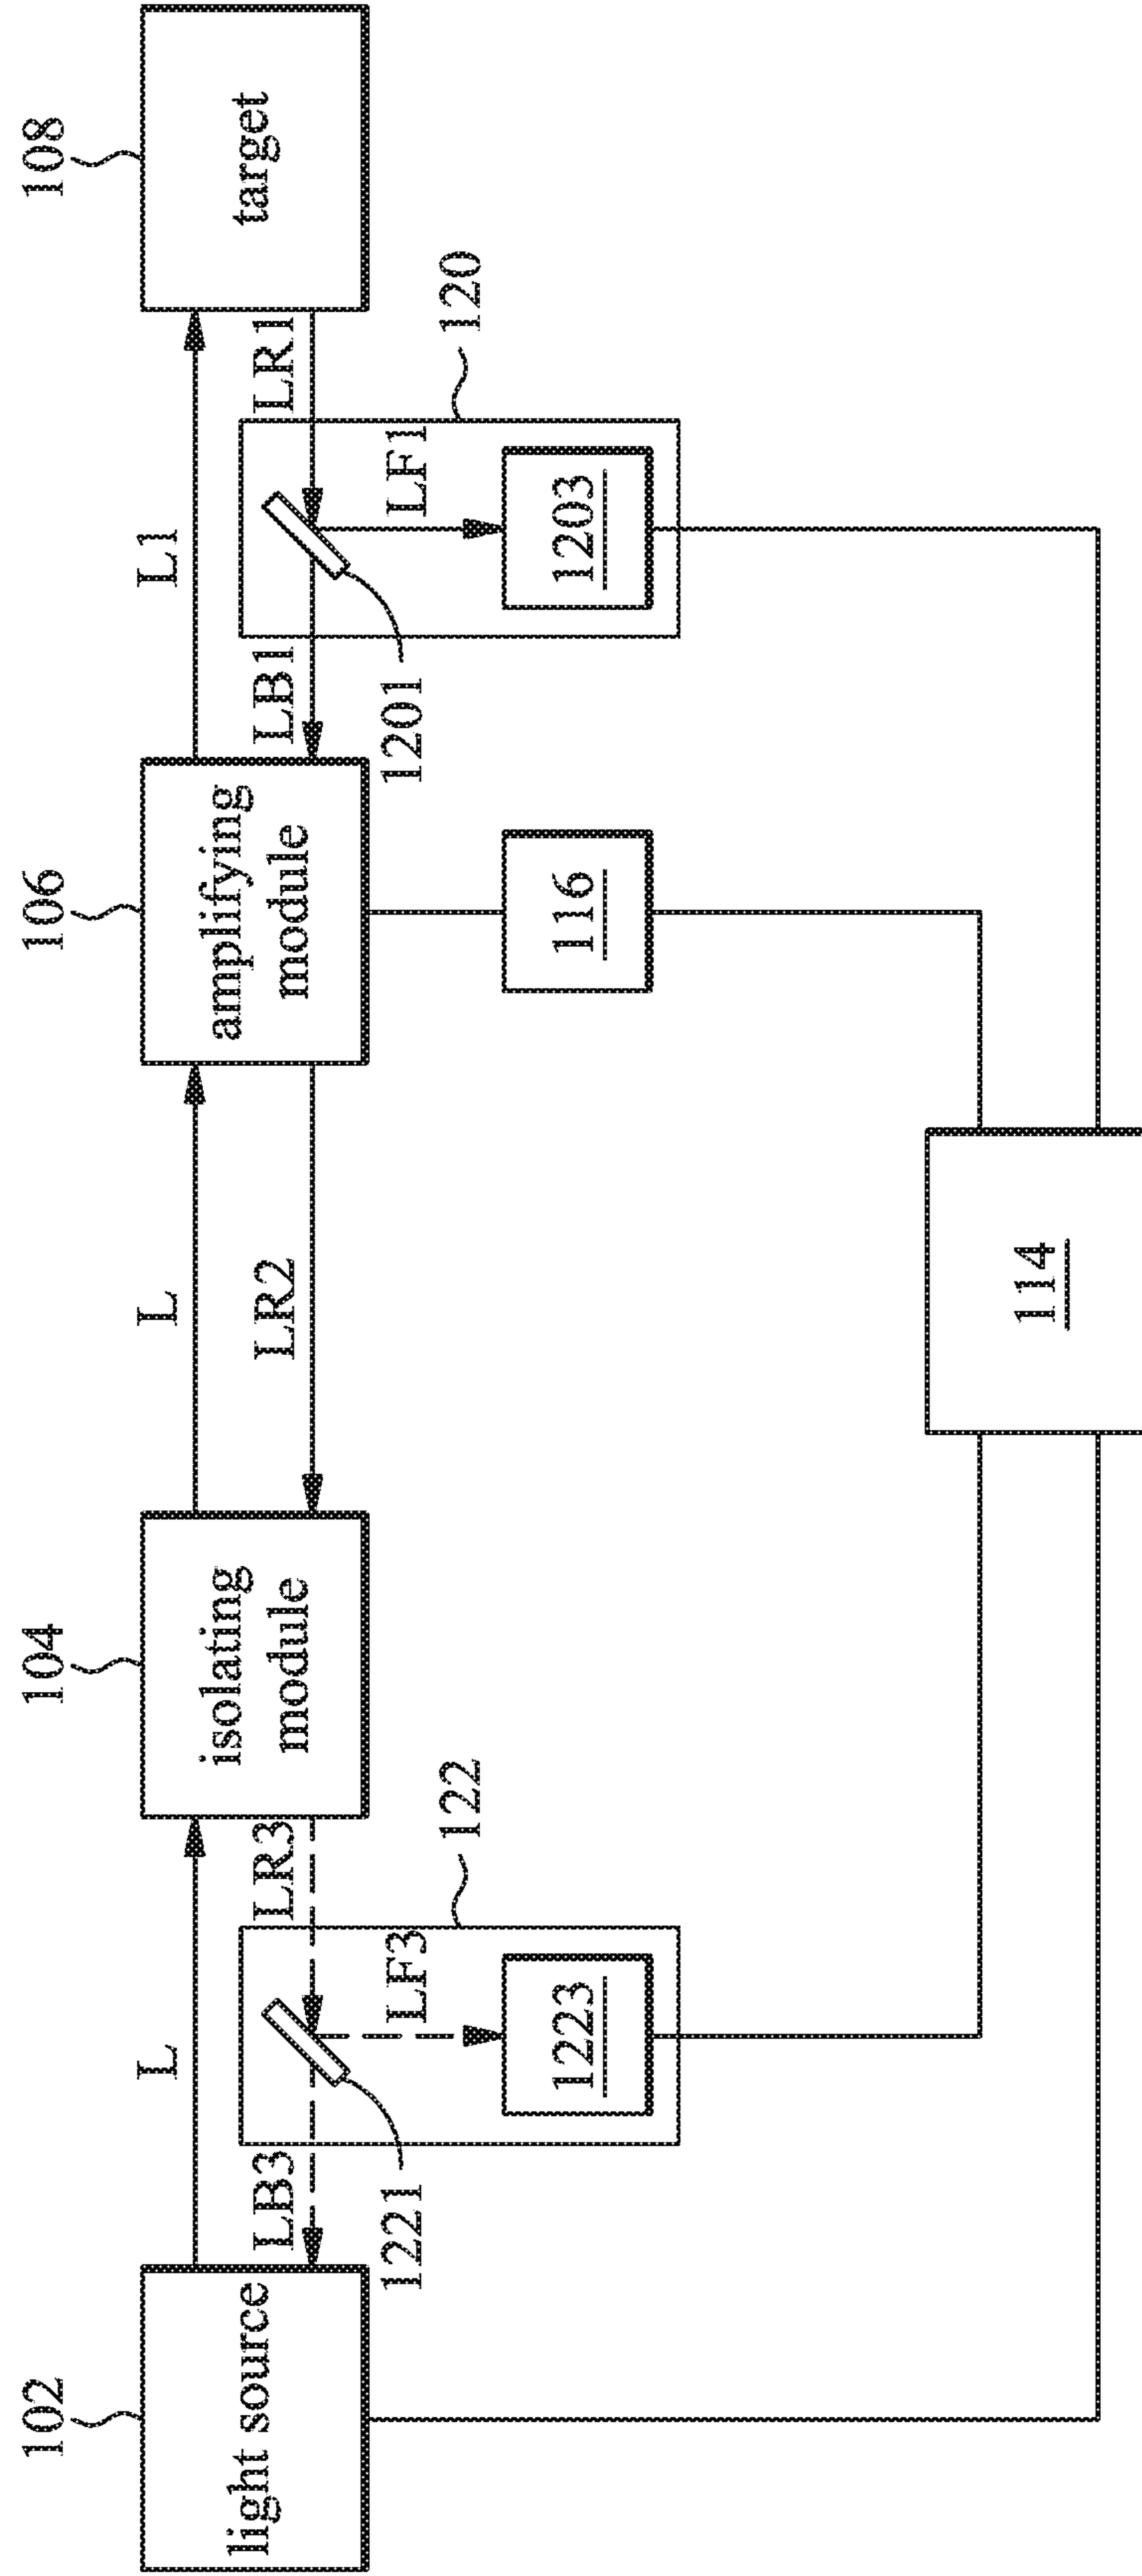 102
104
106
108
light source
isolating
module
amplifying
module
target
L
L
L1
LB3
LR3
LR2
LB1
LR1
1221
LF3
122
1201
LF1
120
1223
116
1203
114